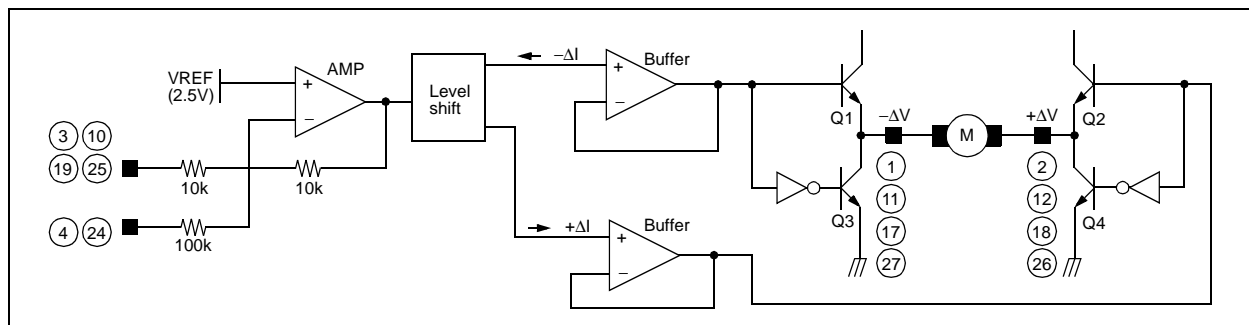 VREF
(2.5V)
AMP
+
−
3 10
19 25
10k
10k
4 24
100k
Level
shift
−ΔI
Buffer
+
−
+ΔI
Buffer
+
−
Q1
Q3
−ΔV
1
11
17
27
M
+ΔV
2
12
18
26
Q2
Q4